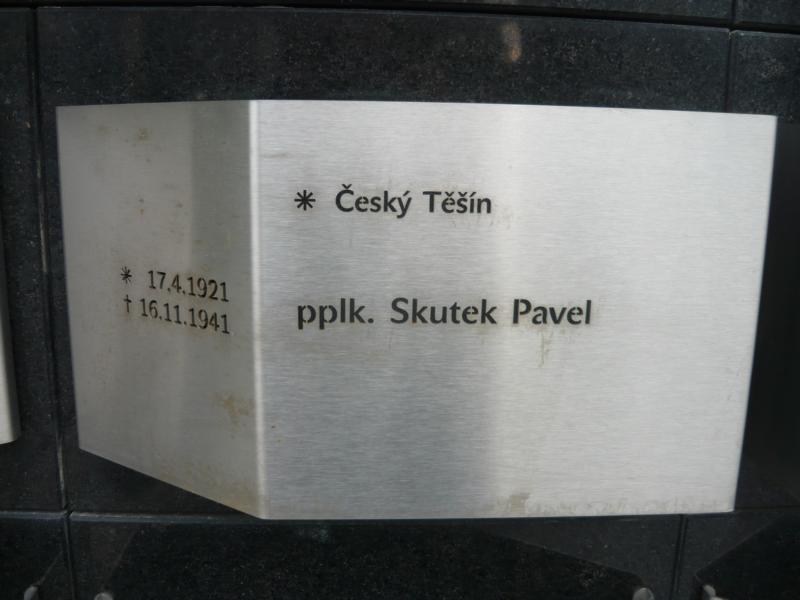 * 17.4.1921
† 16.11.1941
* Český Těšín
pplk. Skutek Pavel